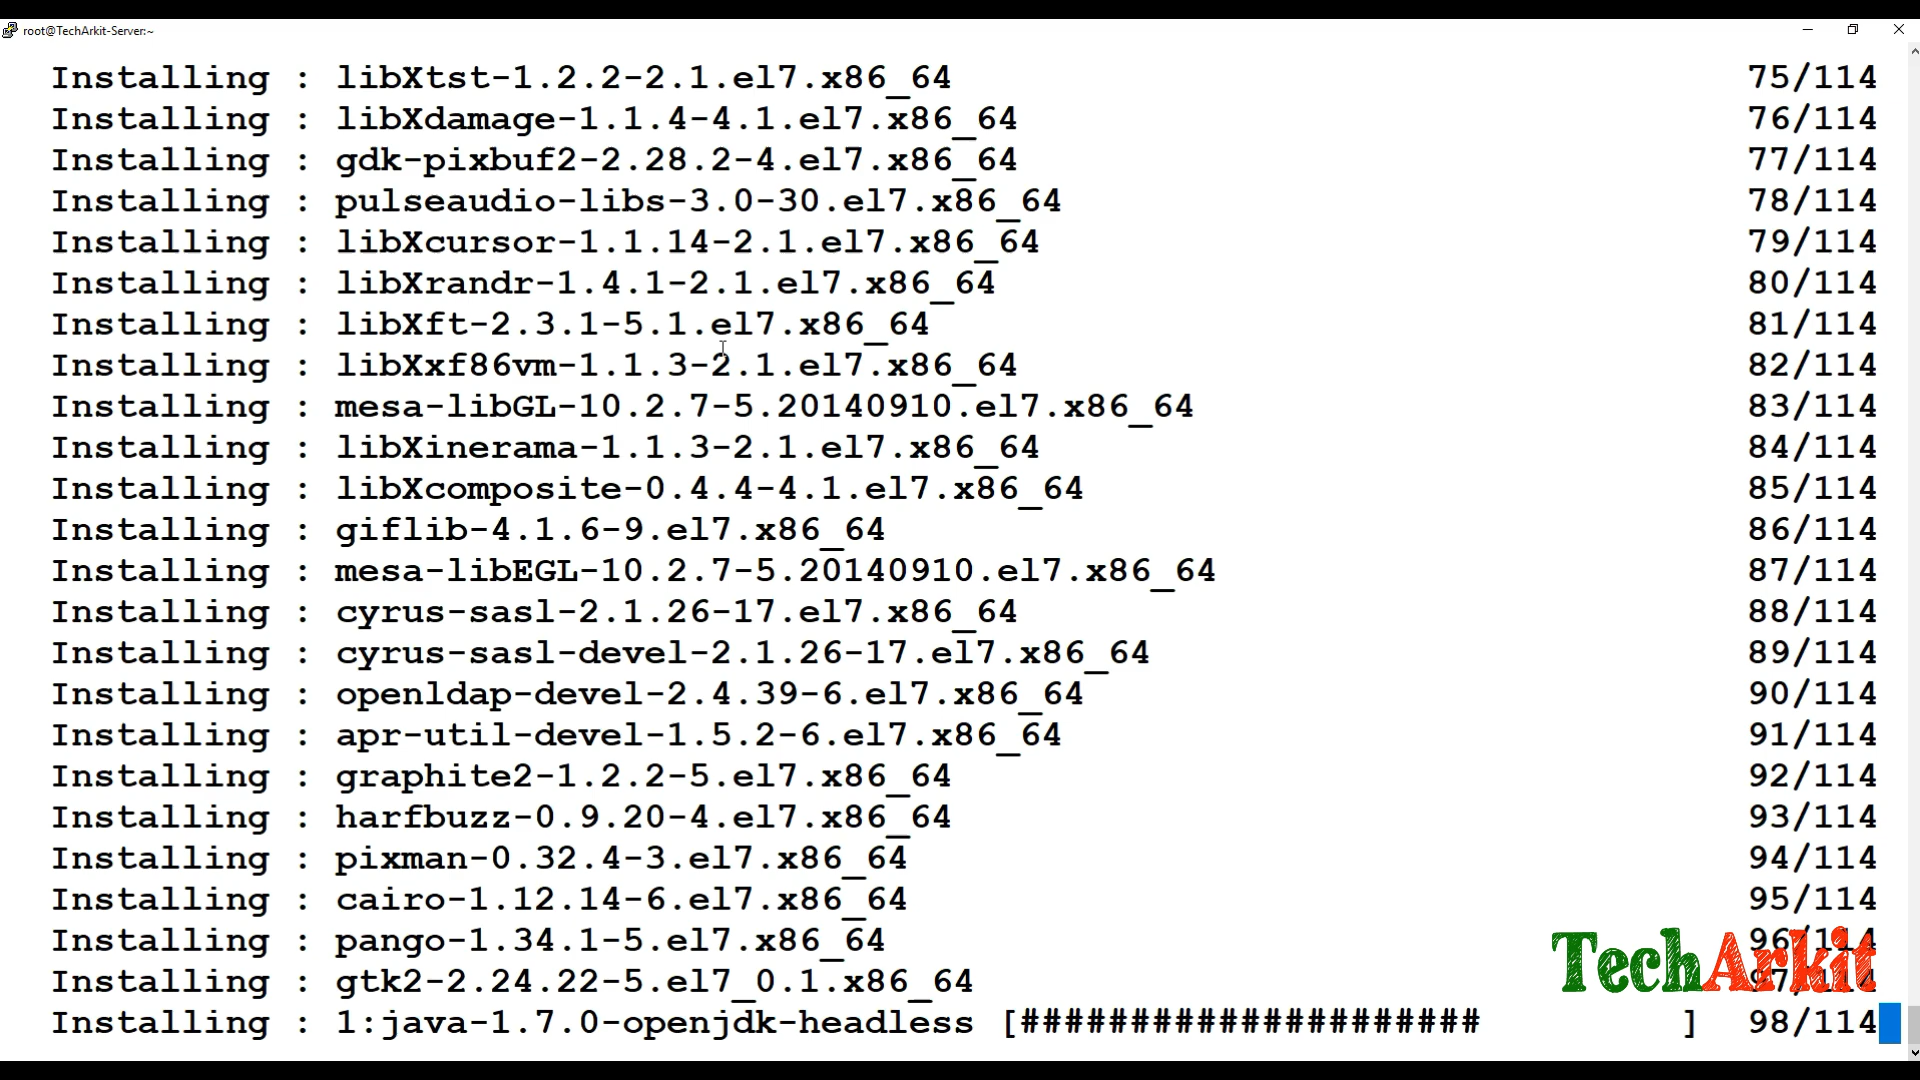 root@TechArkit-Server:~
Installing : libXtst-1.2.2-2.1.el7.x86_64 75/114
Installing : libXdamage-1.1.4-4.1.el7.x86_64 76/114
Installing : gdk-pixbuf2-2.28.2-4.el7.x86_64 77/114
Installing : pulseaudio-libs-3.0-30.el7.x86_64 78/114
Installing : libXcursor-1.1.14-2.1.el7.x86_64 79/114
Installing : libXrandr-1.4.1-2.1.el7.x86_64 80/114
Installing : libXft-2.3.1-5.1.el7.x86_64 81/114
Installing : libXxf86vm-1.1.3-2.1.el7.x86_64 82/114
Installing : mesa-libGL-10.2.7-5.20140910.el7.x86_64 83/114
Installing : libXinerama-1.1.3-2.1.el7.x86_64 84/114
Installing : libXcomposite-0.4.4-4.1.el7.x86_64 85/114
Installing : giflib-4.1.6-9.el7.x86_64 86/114
Installing : mesa-libEGL-10.2.7-5.20140910.el7.x86_64 87/114
Installing : cyrus-sasl-2.1.26-17.el7.x86_64 88/114
Installing : cyrus-sasl-devel-2.1.26-17.el7.x86_64 89/114
Installing : openldap-devel-2.4.39-6.el7.x86_64 90/114
Installing : apr-util-devel-1.5.2-6.el7.x86_64 91/114
Installing : graphite2-1.2.2-5.el7.x86_64 92/114
Installing : harfbuzz-0.9.20-4.el7.x86_64 93/114
Installing : pixman-0.32.4-3.el7.x86_64 94/114
Installing : cairo-1.12.14-6.el7.x86_64 95/114
Installing : pango-1.34.1-5.el7.x86_64 96/114
TechArkit
Installing : gtk2-2.24.22-5.el7_0.1.x86_64 97/114
Installing : 1:java-1.7.0-openjdk-headless [##################### ] 98/114